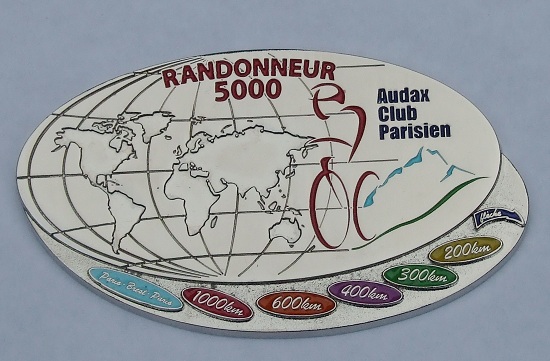 RANDONNEUR
5000
Audax
Club
Parisien
flèche
200km
300km
400km
600km
1000km
Paris - Brest - Paris